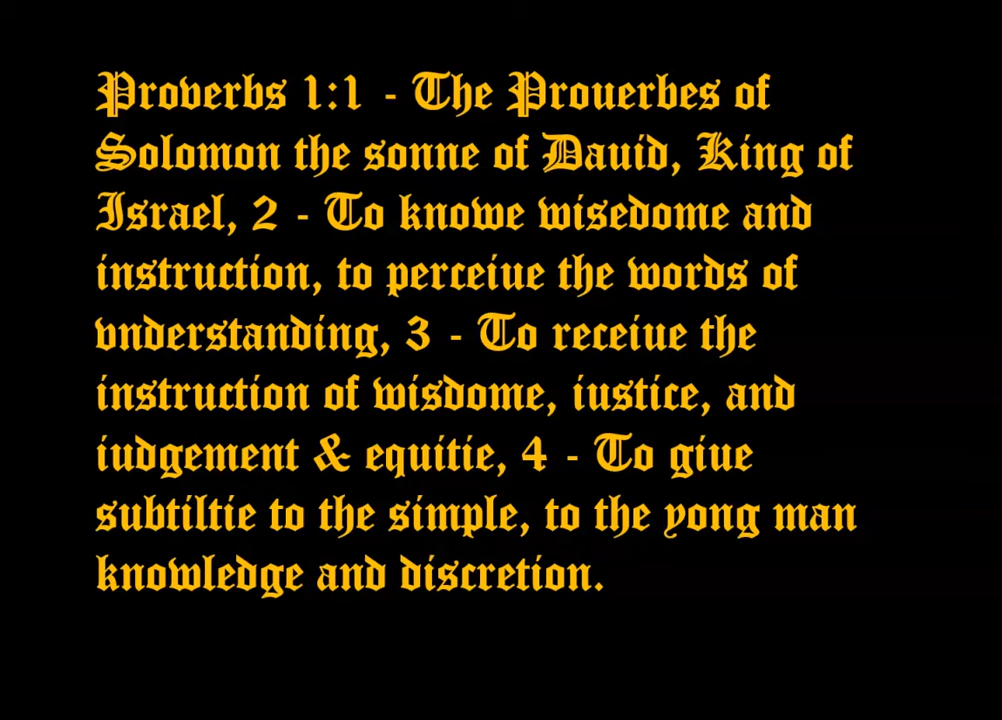 Proverbs 1:1 - The Prouerbes of
Solomon the sonne of Dauid, King of
Israel, 2 - To knowe wisedome and
instruction, to perceiue the words of
vnderstanding, 3 - To receiue the
instruction of wisdome, iustice, and
iudgement & equitie, 4 - To giue
subtiltie to the simple, to the yong man
knowledge and discretion.